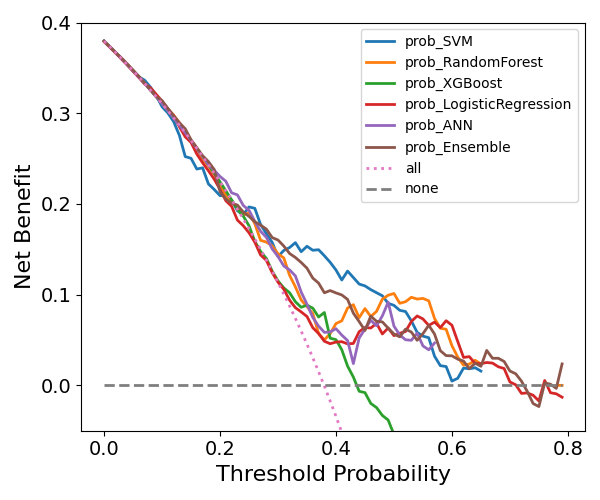 0.4
0.3
0.2
0.1
0.0
Net Benefit
prob_SVM
prob_RandomForest
prob_XGBoost
prob_LogisticRegression
prob_ANN
prob_Ensemble
all
none
0.0 0.2 0.4 0.6 0.8
Threshold Probability